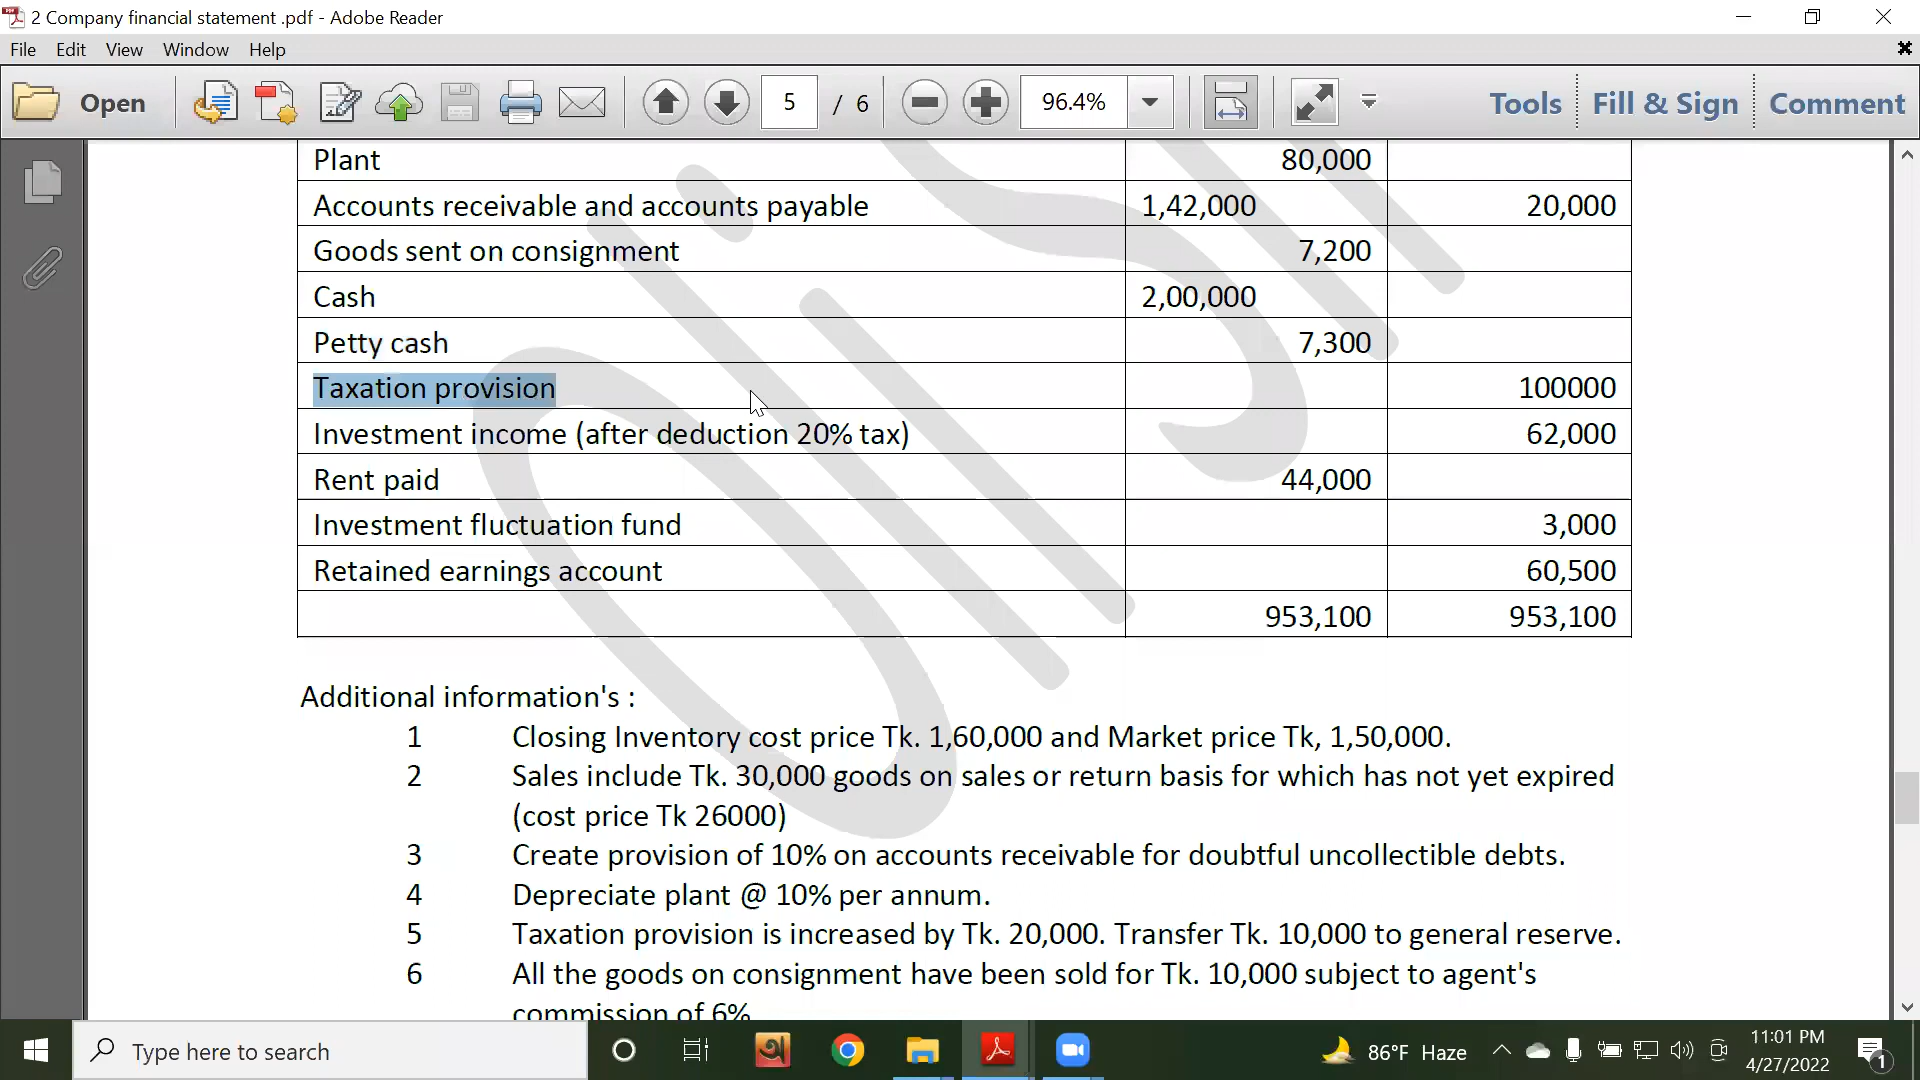 2 Company financial statement .pdf - Adobe Reader
File Edit View Window Help
Open 5 / 6 96.4% Tools Fill & Sign Comment
Plant 80,000
Accounts receivable and accounts payable 1,42,000 20,000
Goods sent on consignment 7,200
Cash 2,00,000
Petty cash 7,300
Taxation provision 100000
Investment income (after deduction 20% tax) 62,000
Rent paid 44,000
Investment fluctuation fund 3,000
Retained earnings account 60,500
953,100 953,100
Additional information's :
1 Closing Inventory cost price Tk. 1,60,000 and Market price Tk, 1,50,000.
2 Sales include Tk. 30,000 goods on sales or return basis for which has not yet expired
(cost price Tk 26000)
3 Create provision of 10% on accounts receivable for doubtful uncollectible debts.
4 Depreciate plant @ 10% per annum.
5 Taxation provision is increased by Tk. 20,000. Transfer Tk. 10,000 to general reserve.
6 All the goods on consignment have been sold for Tk. 10,000 subject to agent's
commission of 6%
Type here to search 86°F Haze 11:01 PM
4/27/2022 1